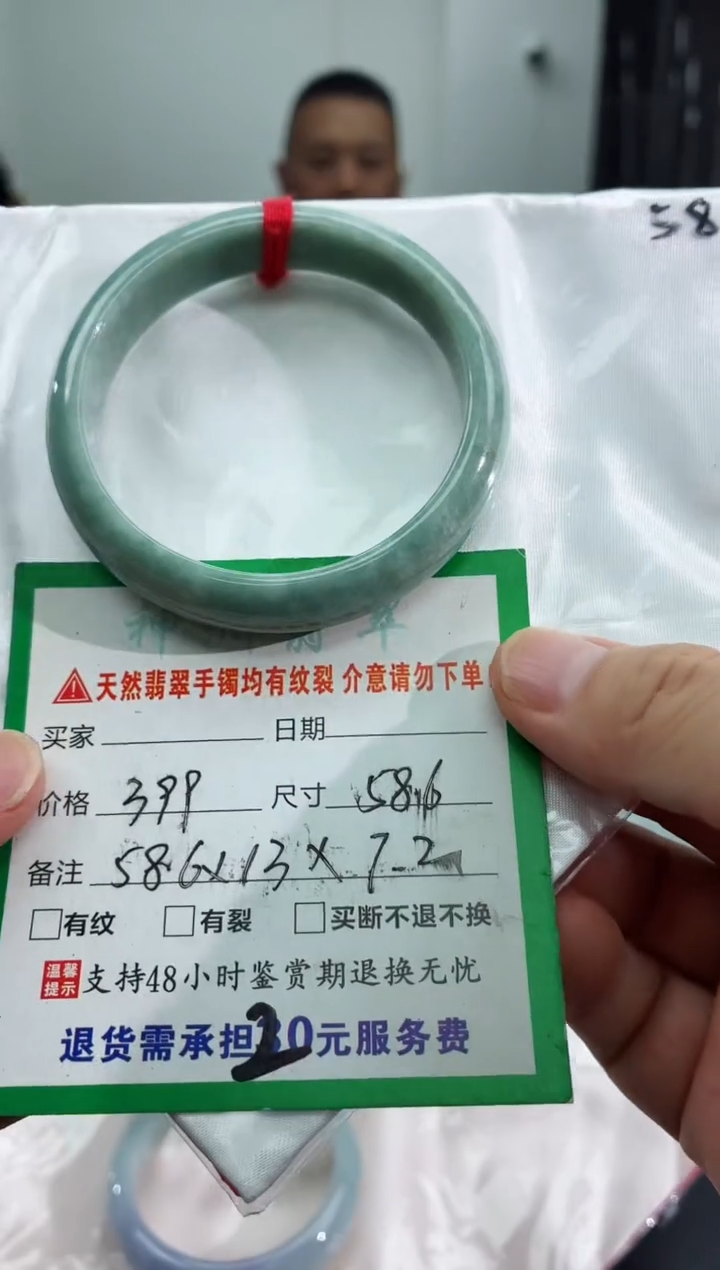 58
翡翠
天然翡翠手镯均有纹裂 介意请勿下单
买家 日期
价格 399 尺寸 58.6
备注 58.6x13x7.2
有纹 有裂 买断不退不换
温馨提示 支持48小时鉴赏期退换无忧
退货需承担20元服务费